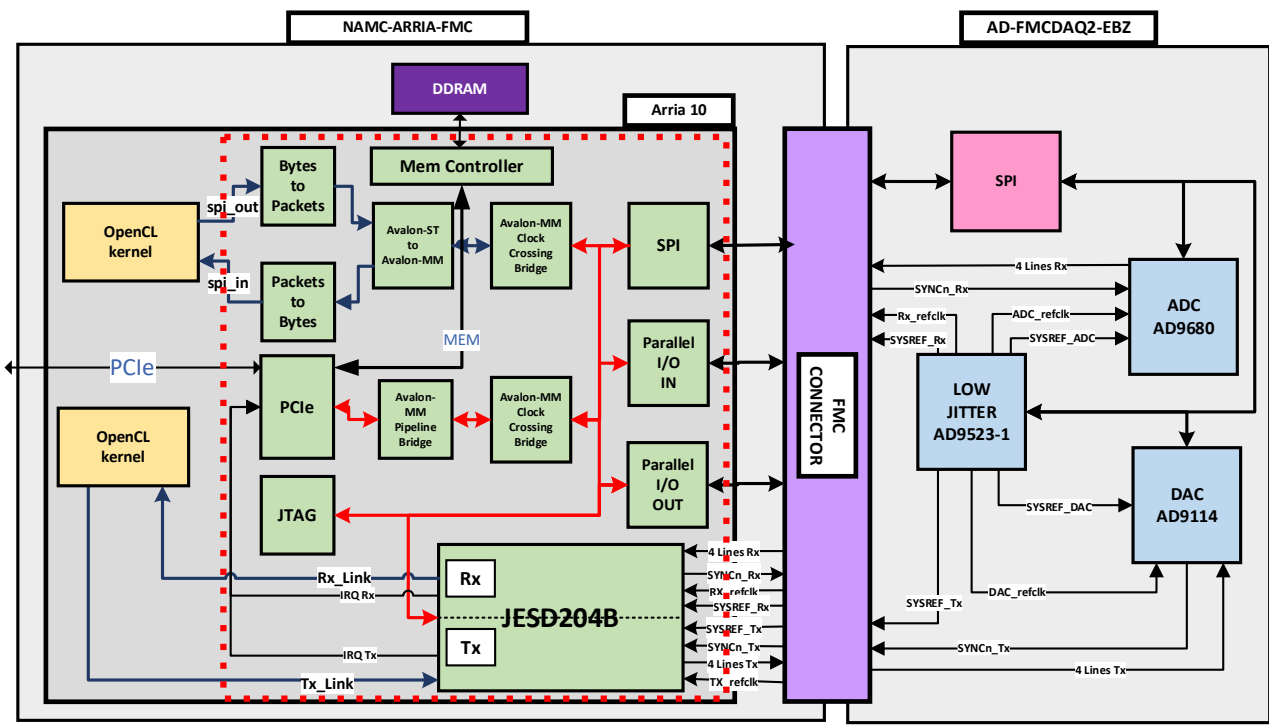 NAMC-ARRIA-FMC
AD-FMCDAQ2-EBZ
DDRAM
Arria 10
Mem Controller
Bytes
to
Packets
spi_out
OpenCL
kernel
spi_in
Packets
to
Bytes
Avalon-ST
to
Avalon-MM
Avalon-MM
Clock
Crossing
Bridge
SPI
MEM
Parallel
I/O
IN
PCIe
PCIe
Avalon-
MM
Pipeline
Bridge
Avalon-MM
Clock
Crossing
Bridge
OpenCL
kernel
Parallel
I/O
OUT
JTAG
Rx_Link
IRQ Rx
IRQ Tx
Tx_Link
Rx
JESD204B
Tx
4 Lines Rx
SYNCn_Rx
RX_refclk
SYSREF_Rx
SYSREF_Tx
SYNCn_Tx
4 Lines Tx
TX_refclk
FMC
CONNECTOR
SPI
4 Lines Rx
SYNCn_Rx
Rx_refclk
ADC_refclk
SYSREF_Rx
SYSREF_ADC
ADC
AD9680
LOW
JITTER
AD9523-1
DAC
AD9114
SYSREF_DAC
DAC_refclk
SYSREF_Tx
SYNCn_Tx
4 Lines Tx